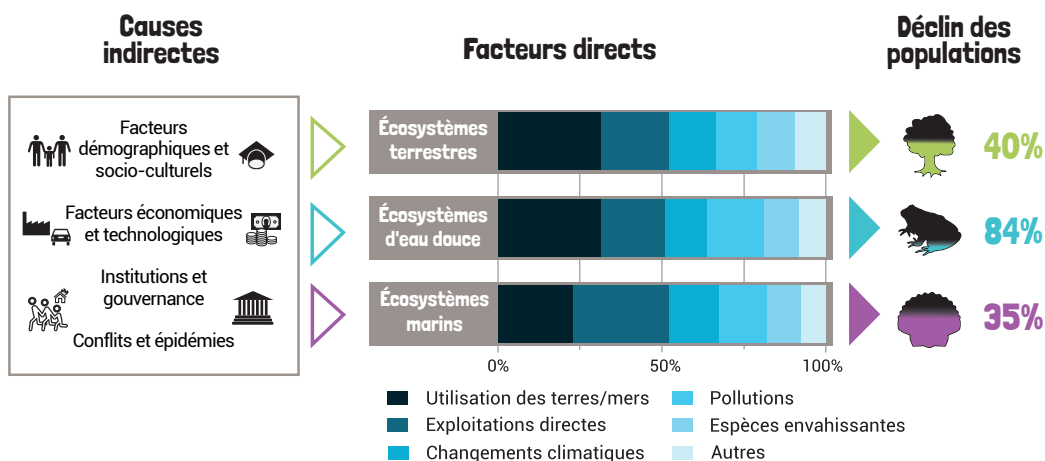 Causes
indirectes
Facteurs directs
Déclin des
populations
Facteurs
démographiques et
socio-culturels
Facteurs économiques
et technologiques
Institutions et
gouvernance
Conflits et épidémies
Écosystèmes
terrestres
Écosystèmes
d'eau douce
Écosystèmes
marins
0%
50%
100%
40%
84%
35%
Utilisation des terres/mers
Exploitations directes
Changements climatiques
Pollutions
Espèces envahissantes
Autres